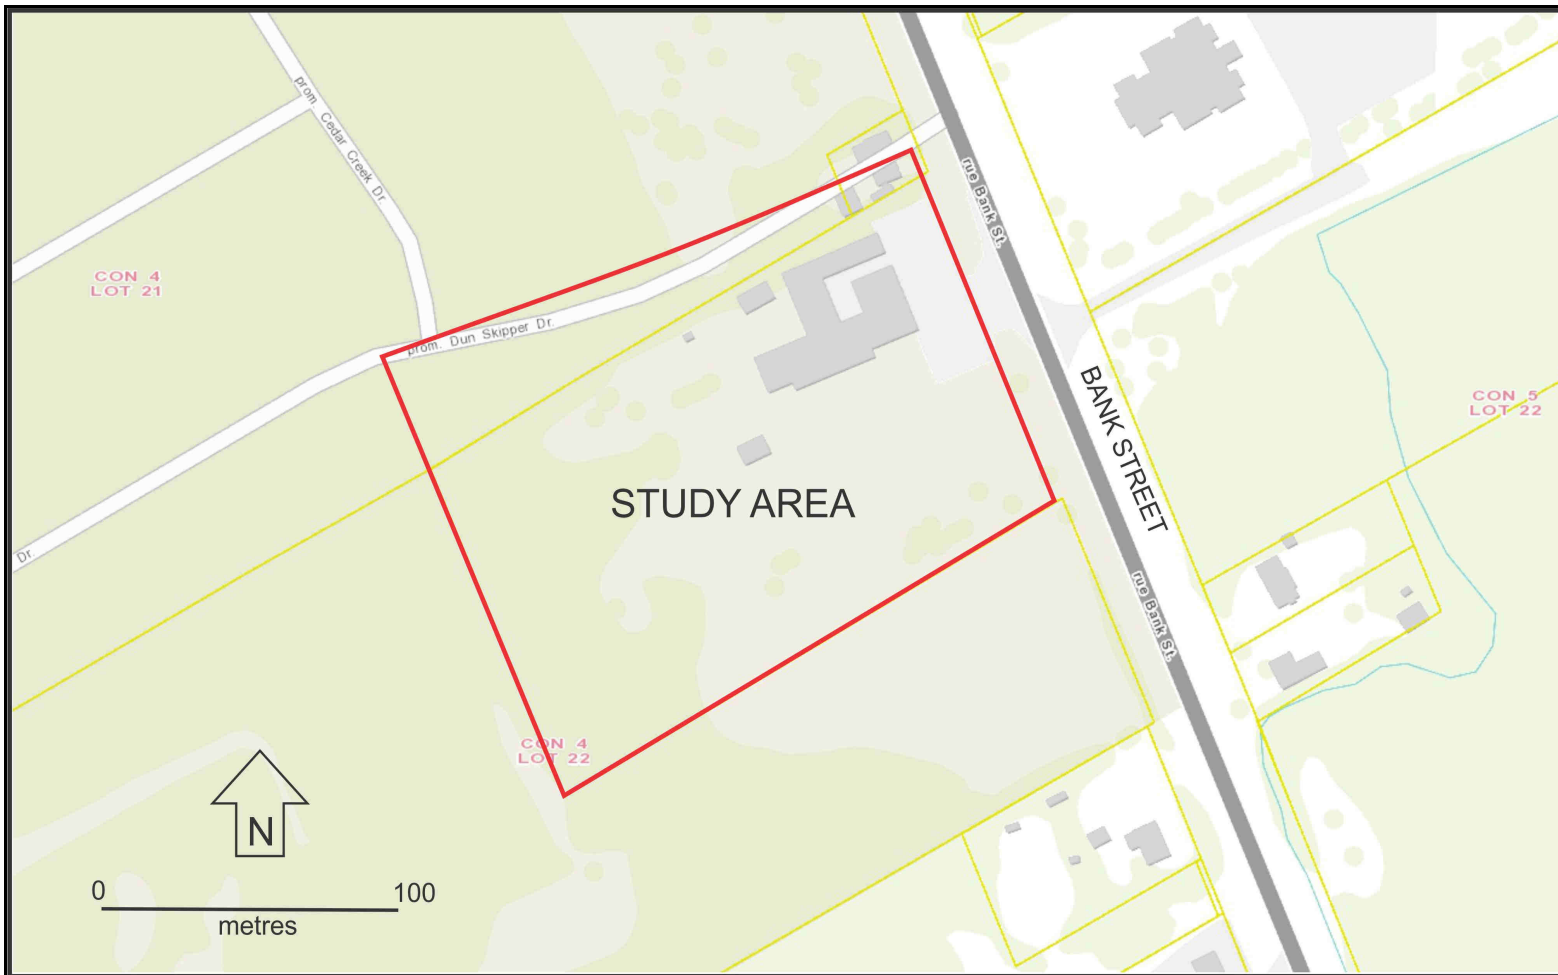 prom. Cedar Creek Dr.
rue Bank St.
CON 4
LOT 21
prom. Dun Skipper Dr.
BANK STREET
CON 5
LOT 22
STUDY AREA
Dr.
rue Bank St.
CON 4
LOT 22
N
0 100
metres